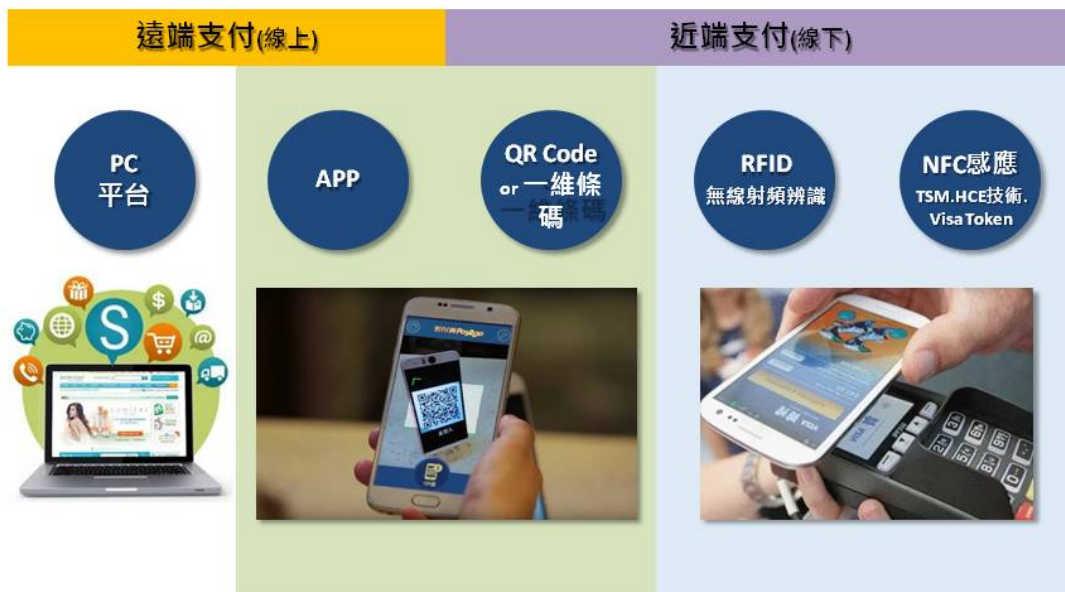 遠端支付(線上)
近端支付(線下)
PC
平台
APP
QR Code
or 一維條
碼
RFID
無線射頻辨識
NFC感應
TSM.HCE技術.
Visa Token
S
$
@
VISA